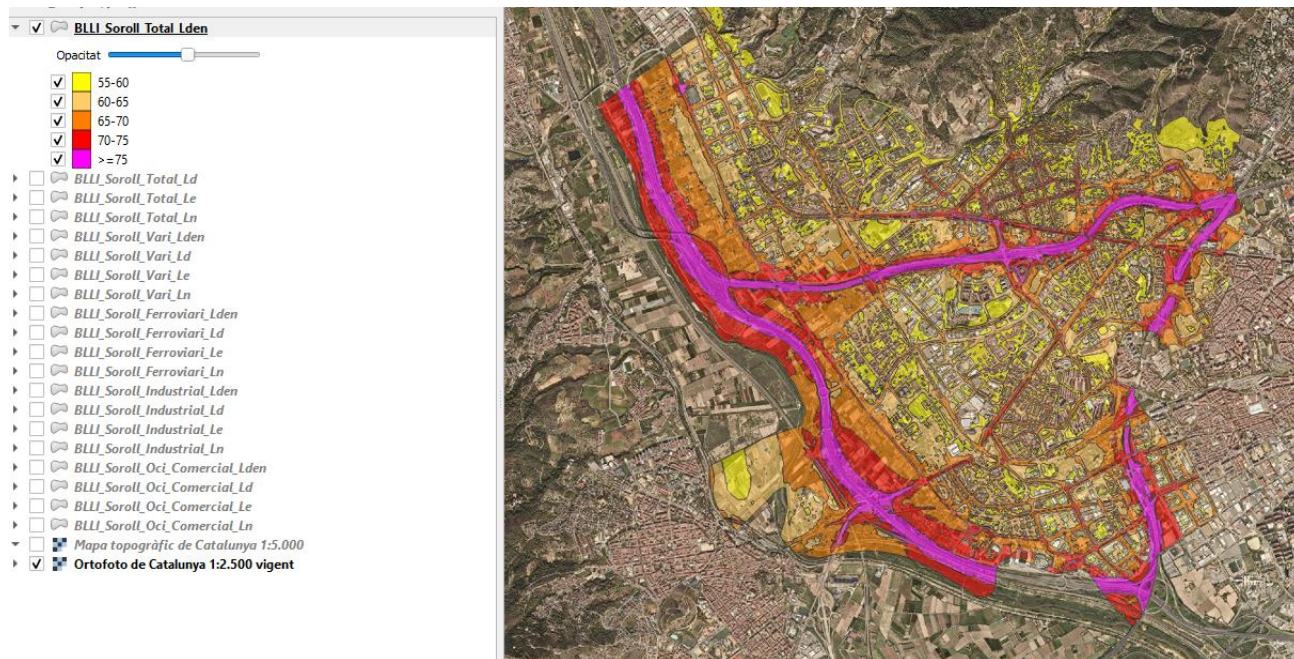 BLLI_Soroll_Total_Lden
Opacitat
55-60
60-65
65-70
70-75
>=75
BLLI_Soroll_Total_Ld
BLLI_Soroll_Total_Le
BLLI_Soroll_Total_Ln
BLLI_Soroll_Vari_Lden
BLLI_Soroll_Vari_Ld
BLLI_Soroll_Vari_Le
BLLI_Soroll_Vari_Ln
BLLI_Soroll_Ferroviari_Lden
BLLI_Soroll_Ferroviari_Ld
BLLI_Soroll_Ferroviari_Le
BLLI_Soroll_Ferroviari_Ln
BLLI_Soroll_Industrial_Lden
BLLI_Soroll_Industrial_Ld
BLLI_Soroll_Industrial_Le
BLLI_Soroll_Industrial_Ln
BLLI_Soroll_Oci_Comercial_Lden
BLLI_Soroll_Oci_Comercial_Ld
BLLI_Soroll_Oci_Comercial_Le
BLLI_Soroll_Oci_Comercial_Ln
Mapa topogràfic de Catalunya 1:5.000
Ortofoto de Catalunya 1:2.500 vigent